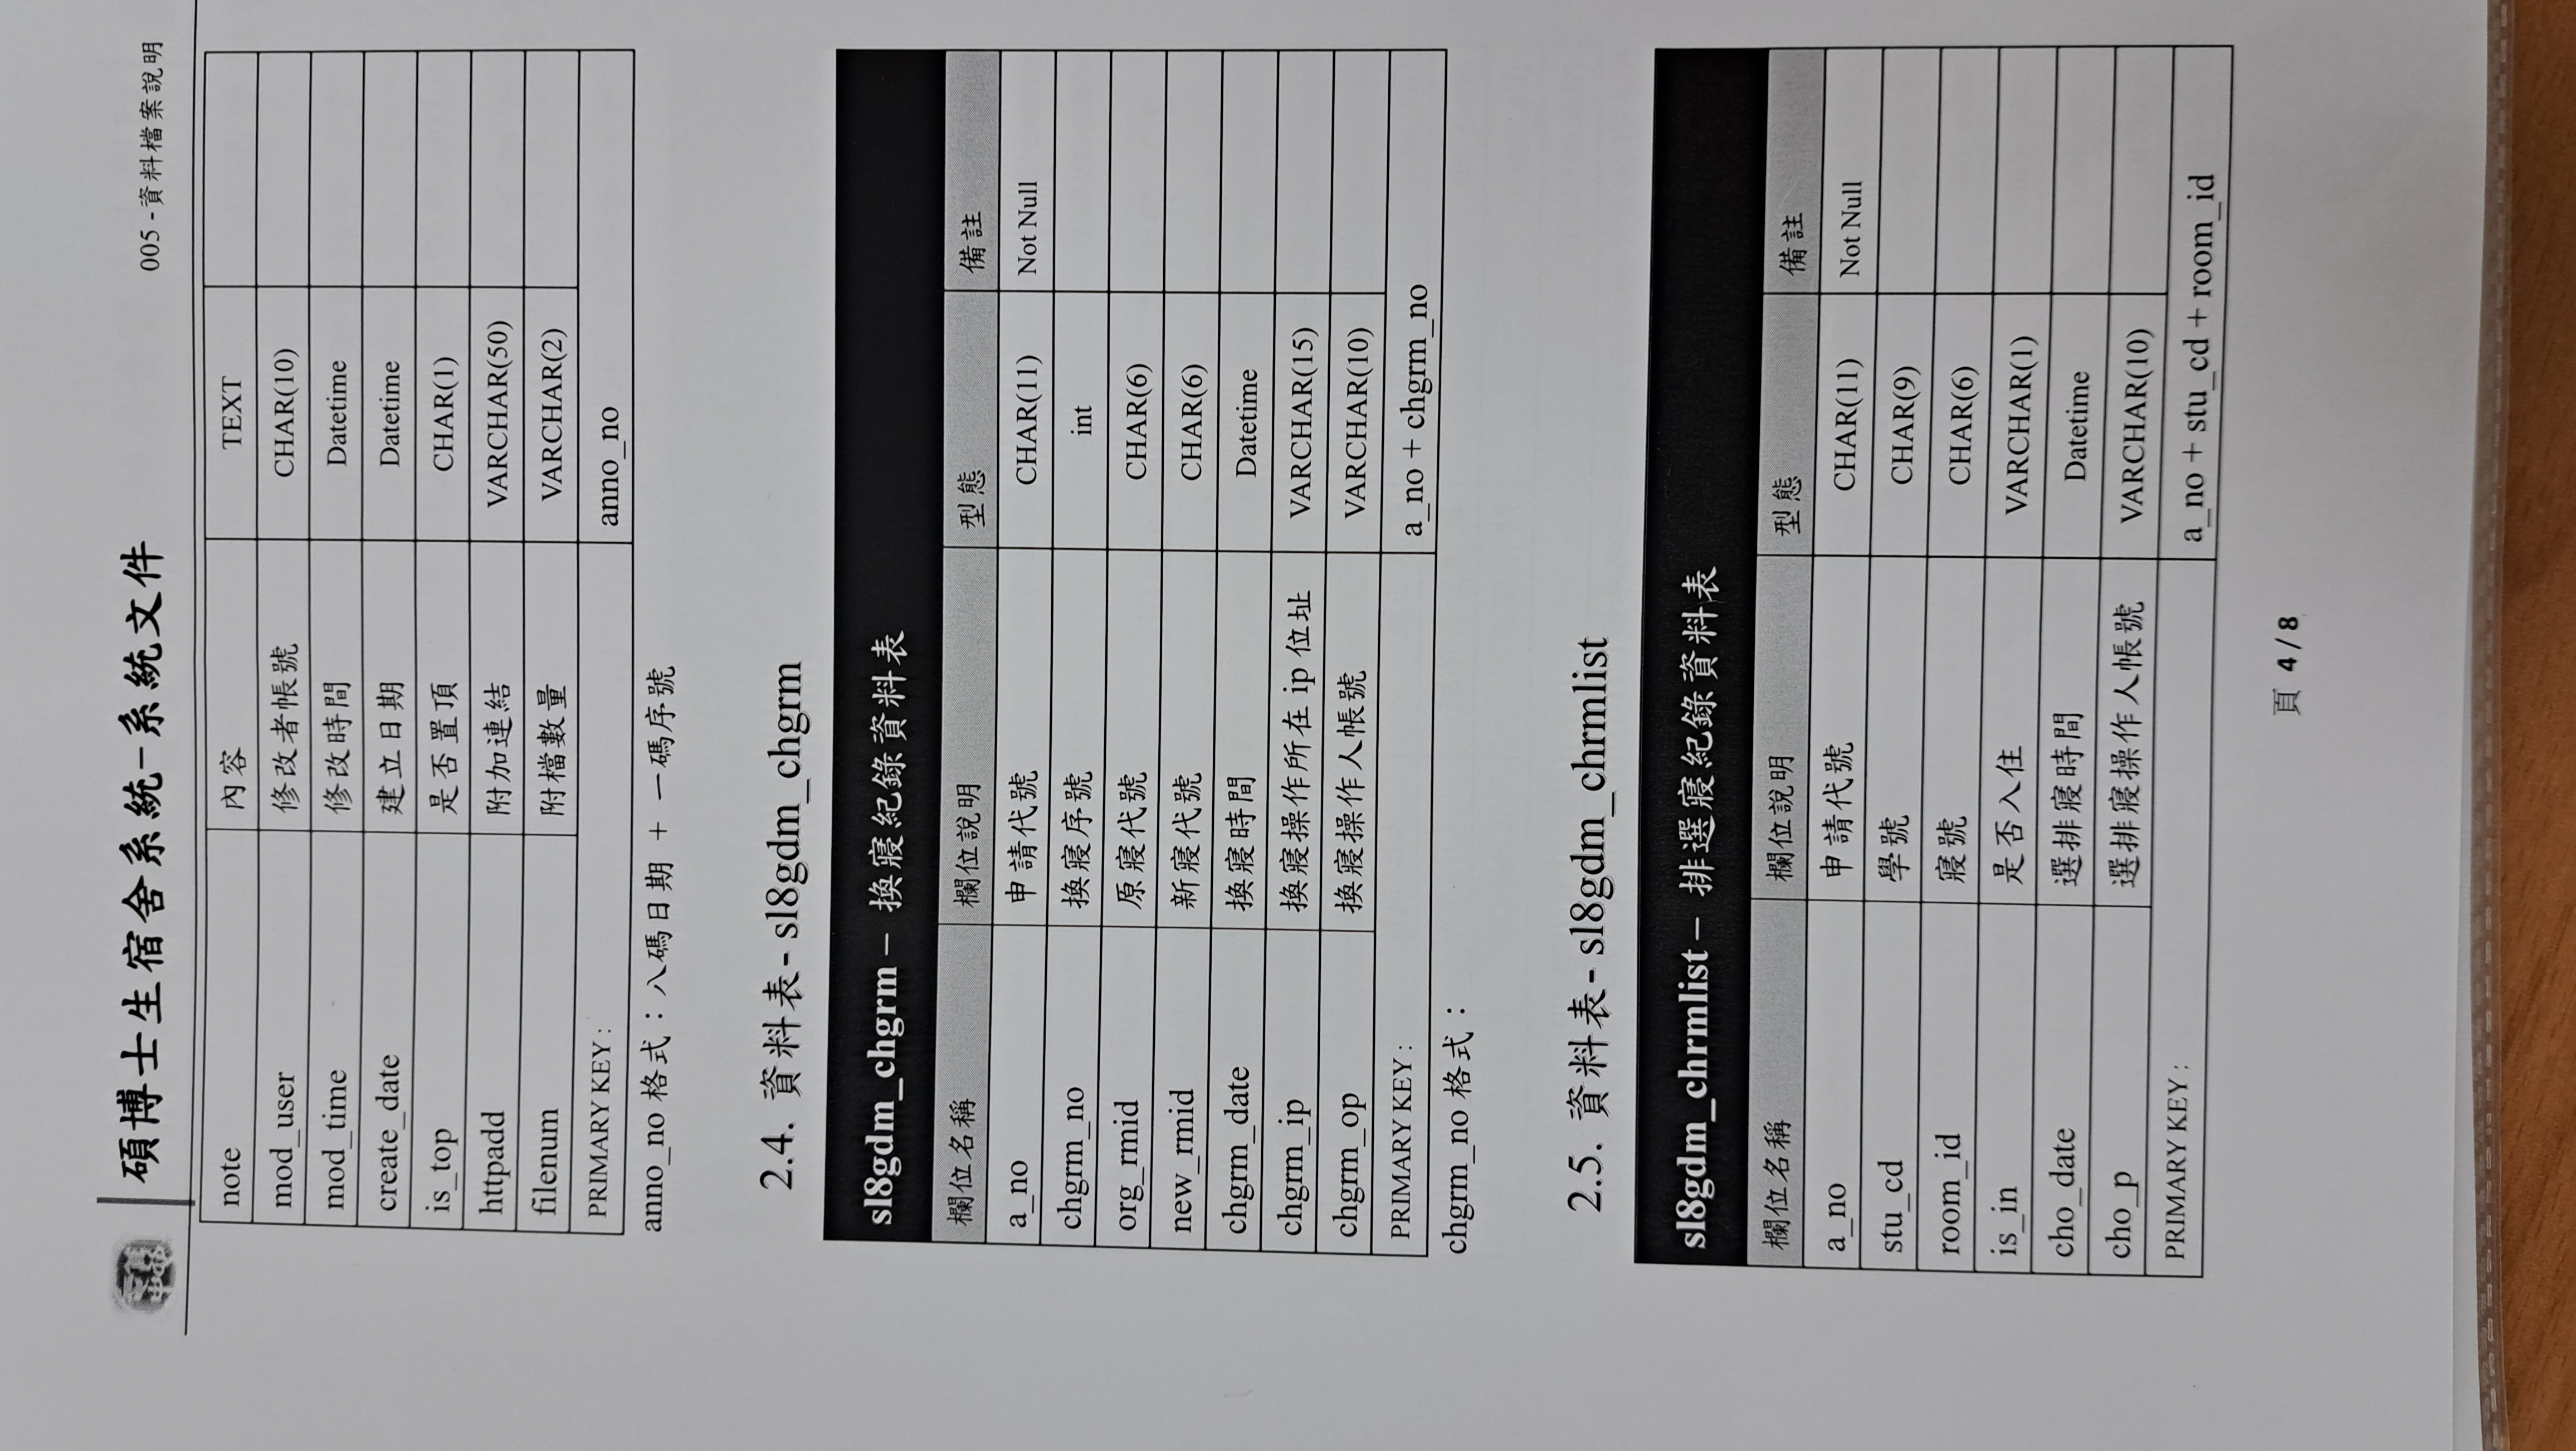 碩博士生宿舍系統-系統文件 005 -資料檔案說明
note 內容 TEXT
mod_user 修改者帳號 CHAR(10)
mod_time 修改時間 Datetime
create_date 建立日期 Datetime
is_top 是否置頂 CHAR(1)
httpadd 附加連結 VARCHAR(50)
filenum 附檔數量 VARCHAR(2)
PRIMARY KEY : anno_no
anno_no 格式：八碼日期 + 一碼序號
2.4. 資料表- sl8gdm_chgrm
sl8gdm_chgrm – 換寢紀錄資料表
欄位名稱 欄位說明 型態 備註
a_no 申請代號 CHAR(11) Not Null
chgrm_no 換寢序號 int
org_rmid 原寢代號 CHAR(6)
new_rmid 新寢代號 CHAR(6)
chgrm_date 換寢時間 Datetime
chgrm_ip 換寢操作所在 ip 位址 VARCHAR(15)
chgrm_op 換寢操作人帳號 VARCHAR(10)
PRIMARY KEY : a_no + chgrm_no
chgrm_no 格式：
2.5. 資料表- sl8gdm_chrmlist
sl8gdm_chrmlist – 排選寢紀錄資料表
欄位名稱 欄位說明 型態 備註
a_no 申請代號 CHAR(11) Not Null
stu_cd 學號 CHAR(9)
room_id 寢號 CHAR(6)
is_in 是否入住 VARCHAR(1)
cho_date 選排寢時間 Datetime
cho_p 選排寢操作人帳號 VARCHAR(10)
PRIMARY KEY : a_no + stu_cd + room_id
頁 4 / 8